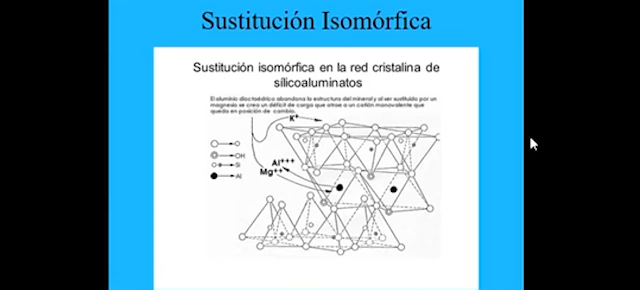 Sustitución Isomórfica
Sustitución isomórfica en la red cristalina de
sílicoaluminatos
El aluminio dioctaédrico abandona la estructura del mineral y al ser sustituido por un
magnesio se crea un déficit de carga que atrae a un catión monovalente que
queda en posición de cambio.
K+
O
OH
Si
Al
Al+++
Mg++